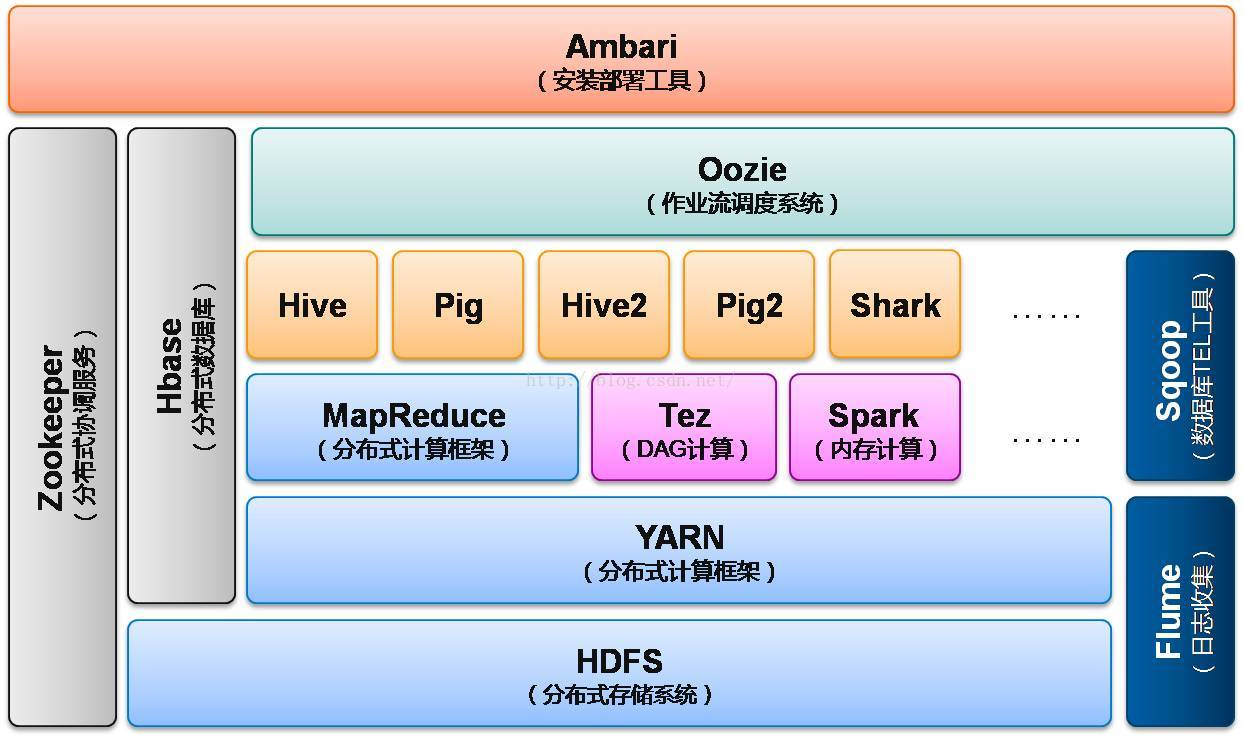 Ambari
（安装部署工具）
Zookeeper
（分布式协调服务）
Hbase
（分布式数据库）
Oozie
（作业流调度系统）
Hive
Pig
Hive2
Pig2
Shark
……
Sqoop
（数据库TEL工具）
http://blog.csdn.net/
MapReduce
（分布式计算框架）
Tez
（DAG计算）
Spark
（内存计算）
……
YARN
（分布式计算框架）
Flume
（日志收集）
HDFS
（分布式存储系统）